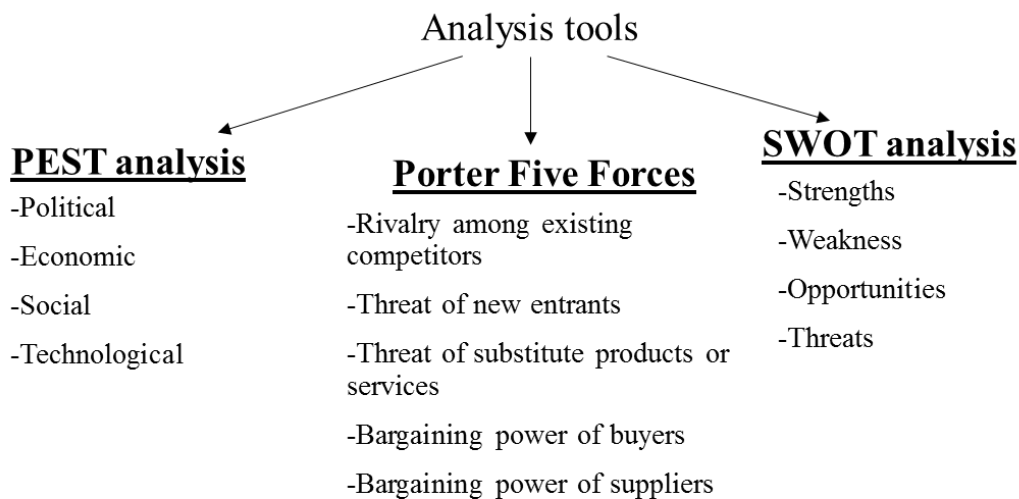 Analysis tools
PEST analysis
-Political
-Economic
-Social
-Technological
Porter Five Forces
-Rivalry among existing
competitors
-Threat of new entrants
-Threat of substitute products or
services
-Bargaining power of buyers
-Bargaining power of suppliers
SWOT analysis
-Strengths
-Weakness
-Opportunities
-Threats